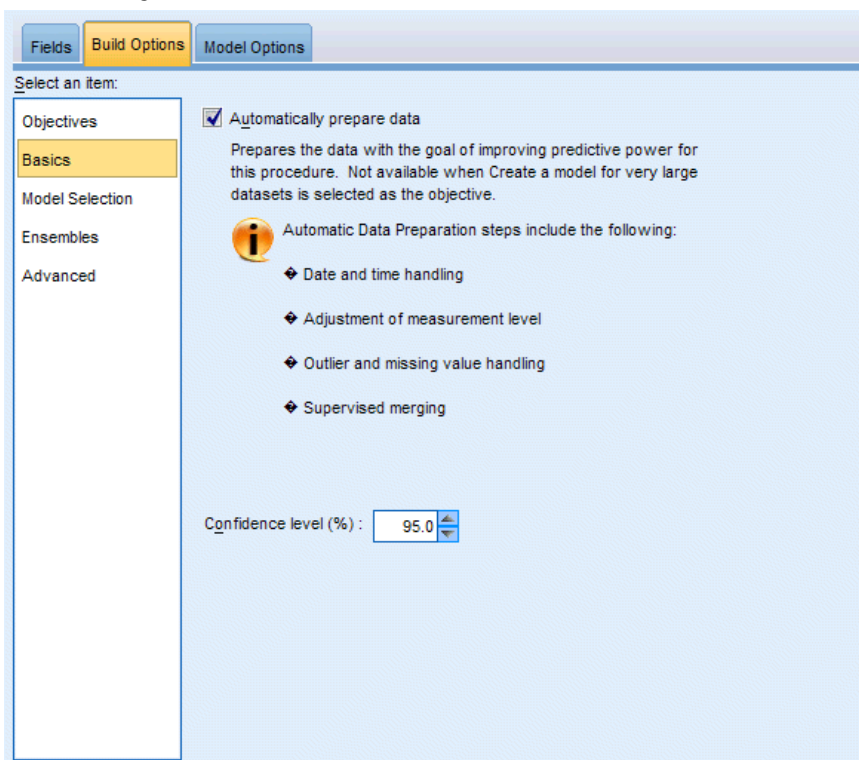 Fields
Build Options
Model Options
Select an item:
Objectives
Basics
Model Selection
Ensembles
Advanced
Automatically prepare data
Prepares the data with the goal of improving predictive power for
this procedure. Not available when Create a model for very large
datasets is selected as the objective.
Automatic Data Preparation steps include the following:
� Date and time handling
� Adjustment of measurement level
� Outlier and missing value handling
� Supervised merging
Confidence level (%) : 95.0